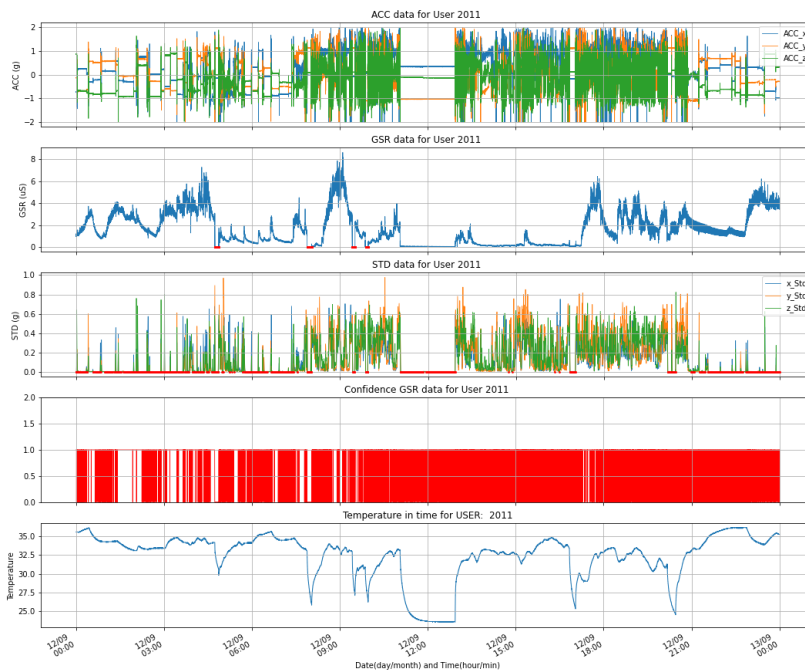 ACC data for User 2011
ACC (g)
2
1
0
−1
−2
ACC_x
ACC_y
ACC_z
GSR data for User 2011
GSR (uS)
8
6
4
2
0
STD data for User 2011
STD (g)
1.0
0.8
0.6
0.4
0.2
0.0
x_Std
y_Std
z_Std
Confidence GSR data for User 2011
2.0
1.5
1.0
0.5
0.0
Temperature in time for USER: 2011
Temperature
35.0
32.5
30.0
27.5
25.0
12/09 00:00
12/09 03:00
12/09 06:00
12/09 09:00
12/09 12:00
12/09 15:00
12/09 18:00
12/09 21:00
13/09 00:00
Date(day/month) and Time(hour/min)